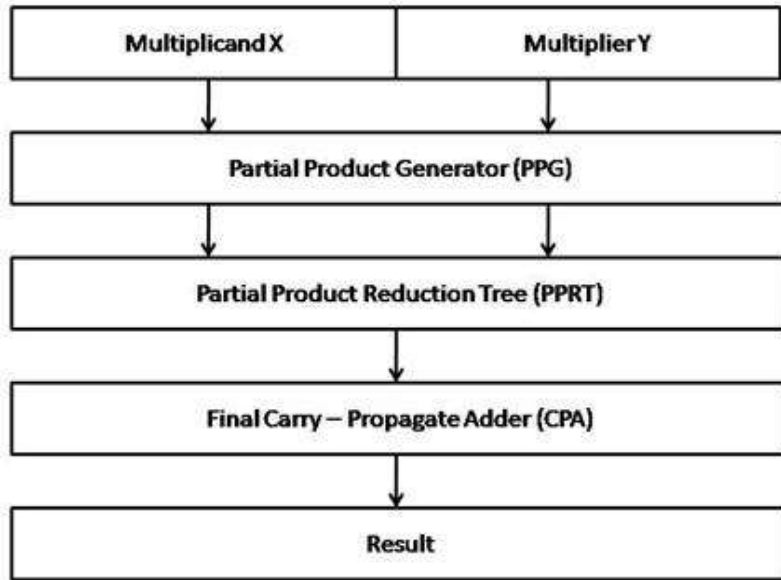 Multiplicand X
Multiplier Y
Partial Product Generator (PPG)
Partial Product Reduction Tree (PPRT)
Final Carry – Propagate Adder (CPA)
Result